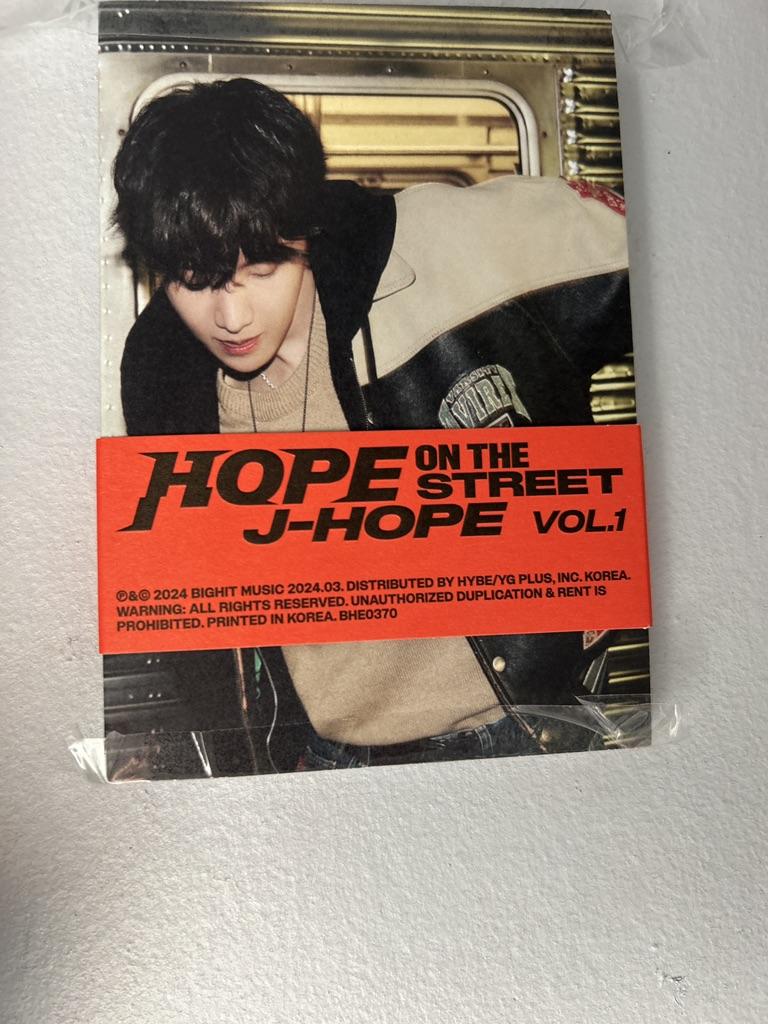 HOPE ON THE
STREET
J-HOPE VOL.1
℗&© 2024 BIGHIT MUSIC 2024.03. DISTRIBUTED BY HYBE/YG PLUS, INC. KOREA.
WARNING: ALL RIGHTS RESERVED. UNAUTHORIZED DUPLICATION & RENT IS
PROHIBITED. PRINTED IN KOREA. BHE0370